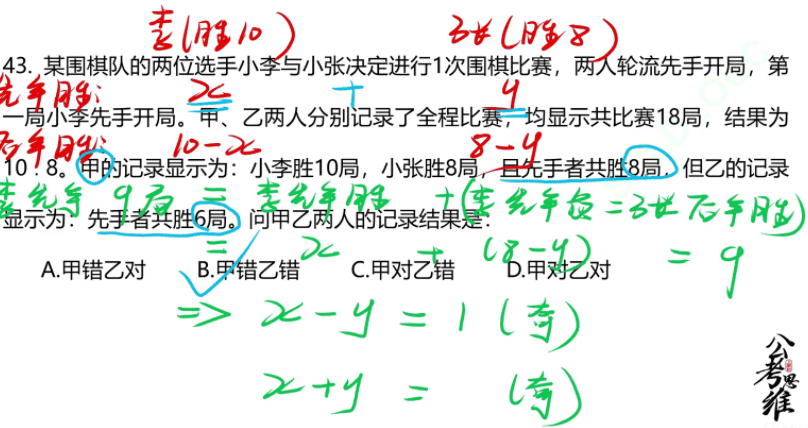 李(胜10) 张(胜8)
43. 某围棋队的两位选手小李与小张决定进行1次围棋比赛，两人轮流先手开局，第
先手胜: x + y
一局小李先手开局。甲、乙两人分别记录了全程比赛，均显示共比赛18局，结果为
后手胜: 10-x 8-y
10：8。甲的记录显示为：小李胜10局，小张胜8局，且先手者共胜8局，但乙的记录
李先手9局 = 李先手胜 + (李先手负=张后手胜)
显示为：先手者共胜6局。问甲乙两人的记录结果是：
= x + (8-y) = 9
A.甲错乙对 B.甲错乙错 C.甲对乙错 D.甲对乙对
=> x-y = 1 (奇)
x+y = (奇)
公考思维